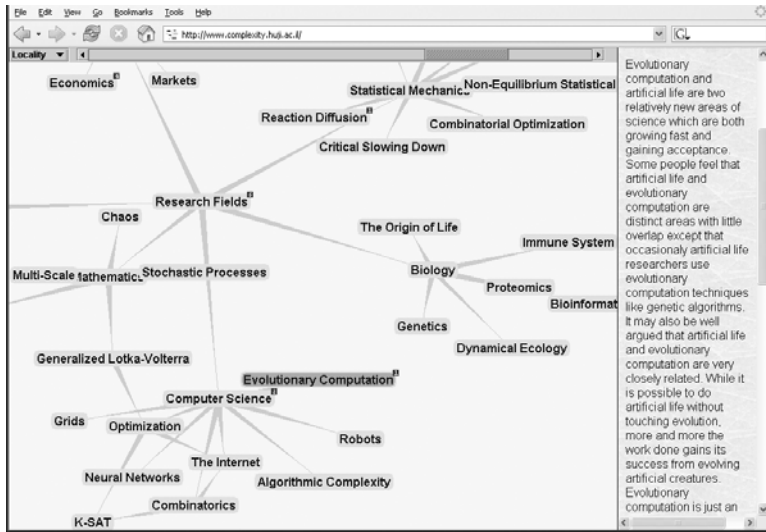 File Edit View Go Bookmarks Tools Help
http://www.complexity.huji.ac.il/
G
Locality
Economics
Markets
Statistical Mechanics
Non-Equilibrium Statistical
Reaction Diffusion
Combinatorial Optimization
Critical Slowing Down
Research Fields
Chaos
The Origin of Life
Immune System
Multi-Scale
Mathematics
Stochastic Processes
Biology
Proteomics
Bioinformat
Genetics
Dynamical Ecology
Generalized Lotka-Volterra
Evolutionary Computation
Computer Science
Grids
Optimization
Robots
The Internet
Neural Networks
Algorithmic Complexity
Combinatorics
K-SAT
Evolutionary
computation and
artificial life are two
relatively new areas of
science which are both
growing fast and
gaining acceptance.
Some people feel that
artificial life and
evolutionary
computation are
distinct areas with little
overlap except that
occasionaly artificial life
researchers use
evolutionary
computation techniques
like genetic algorithms.
It may also be well
argued that artificial life
and evolutionary
computation are very
closely related. While it
is possible to do
artificial life without
touching evolution,
more and more the
work done gains its
success from evolving
artificial creatures.
Evolutionary
computation is just an